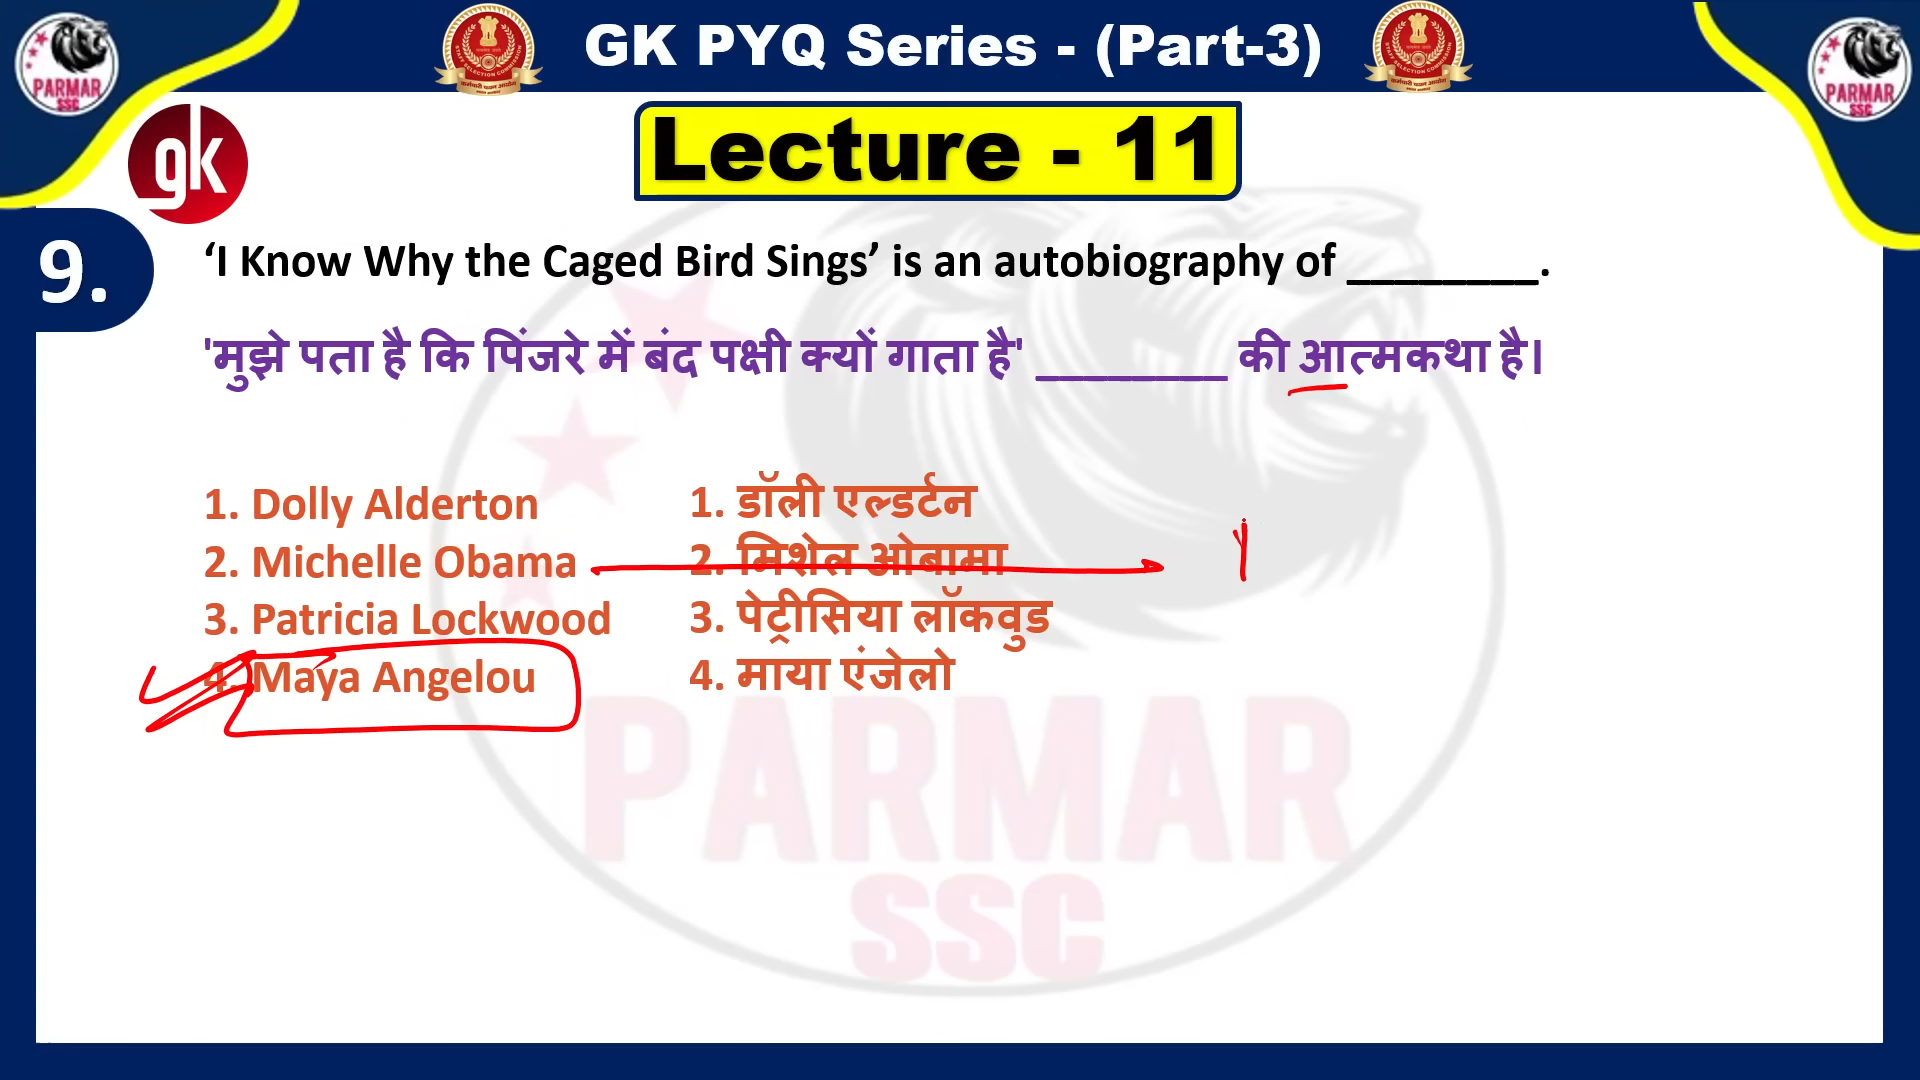 GK PYQ Series - (Part-3)
PARMAR
SSC
PARMAR
SSC
gk
Lecture - 11
9.
‘I Know Why the Caged Bird Sings’ is an autobiography of ________.
'मुझे पता है कि पिंजरे में बंद पक्षी क्यों गाता है' ________ की आत्मकथा है।
1. Dolly Alderton
2. Michelle Obama
3. Patricia Lockwood
4. Maya Angelou
1. डॉली एल्डर्टन
2. मिशेल ओबामा
3. पेट्रीसिया लॉकवुड
4. माया एंजेलो
PARMAR
SSC